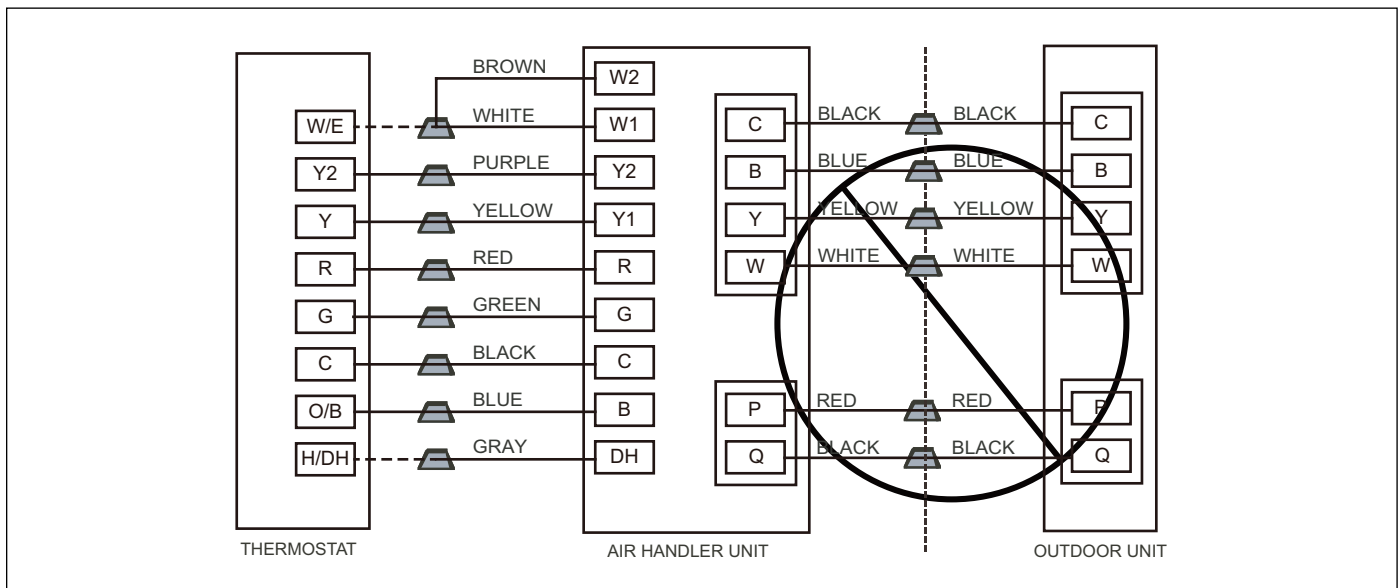 BROWN
W2
W/E WHITE W1 C BLACK BLACK C
Y2 PURPLE Y2 B BLUE BLUE B
Y YELLOW Y1 Y YELLOW YELLOW Y
R RED R W WHITE WHITE W
G GREEN G
C BLACK C
O/B BLUE B P RED RED P
H/DH GRAY DH Q BLACK BLACK Q
THERMOSTAT AIR HANDLER UNIT OUTDOOR UNIT